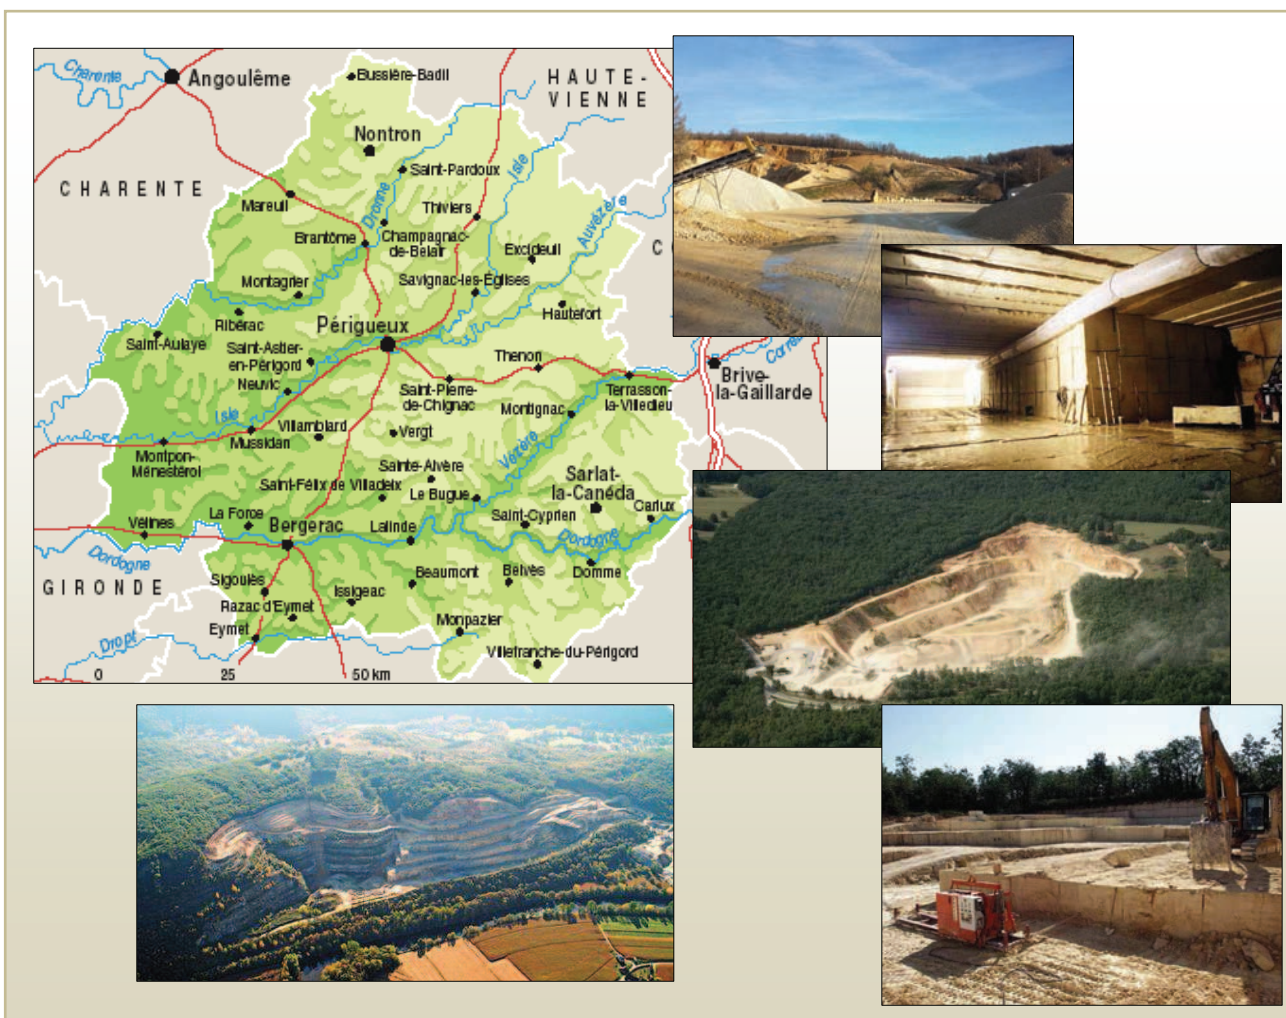 Charente
Angoulême
Bussière-Badil
HAUTE-
VIENNE
Nontron
CHARENTE
Saint-Pardoux
Isle
Mareuil
Dronne
Thiviers
Auvézère
Brantôme
Champagnac-
de-Belair
Excideuil
C
Montagrier
Savignac-les-Églises
Hautefort
Ribérac
Périgueux
Saint-Aulaye
Saint-Astier-
en-Périgord
Thenon
Neuvic
Brive-
la-Gaillarde
Saint-Pierre-
de-Chignac
Terrasson-
la-Villedieu
Isle
Montignac
Mussidan
Villamblard
Vergt
Vézère
Montpon-
Ménestérol
Sainte-Alvère
Sarlat-
la-Canéda
Saint-Félix de Villadeix
Le Bugue
Vélines
La Force
Bergerac
Lalinde
Saint-Cyprien
Carlux
Dordogne
Dordogne
GIRONDE
Sigoulès
Beaumont
Belvès
Domme
Issigeac
Razac d'Eymet
Eymet
Monpazier
Dropt
Villefranche-du-Périgord
0 25 50 km